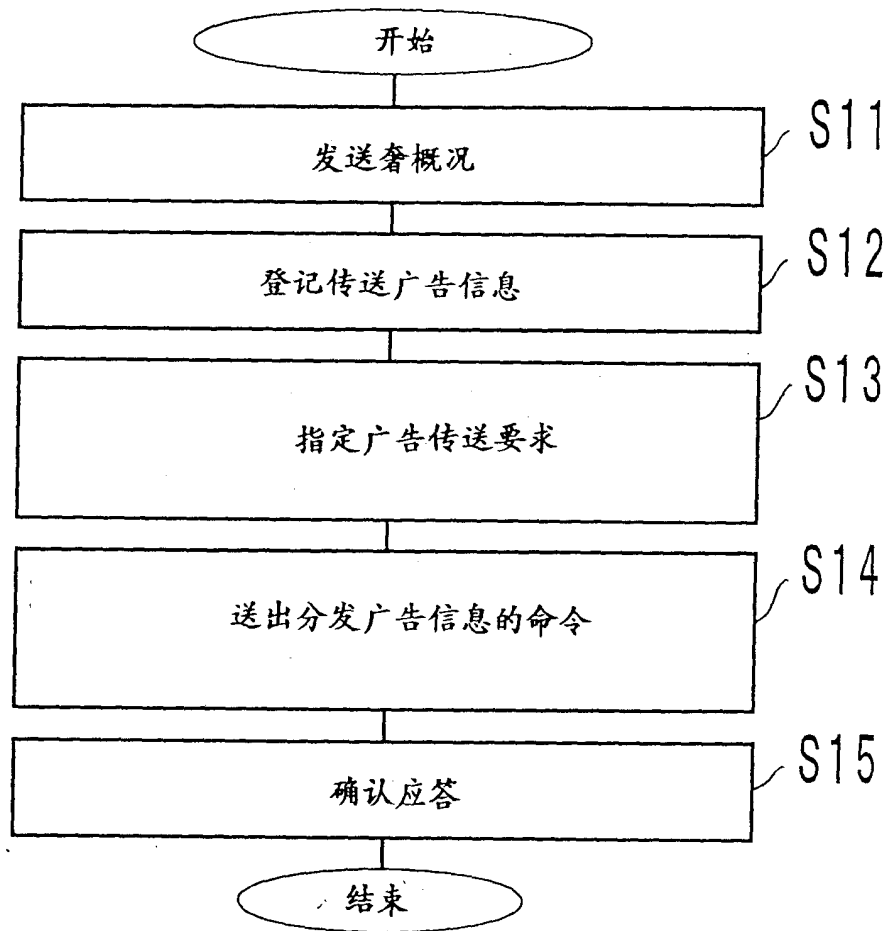 开始
发送奢概况
S11
登记传送广告信息
S12
指定广告传送要求
S13
送出分发广告信息的命令
S14
确认应答
S15
结束